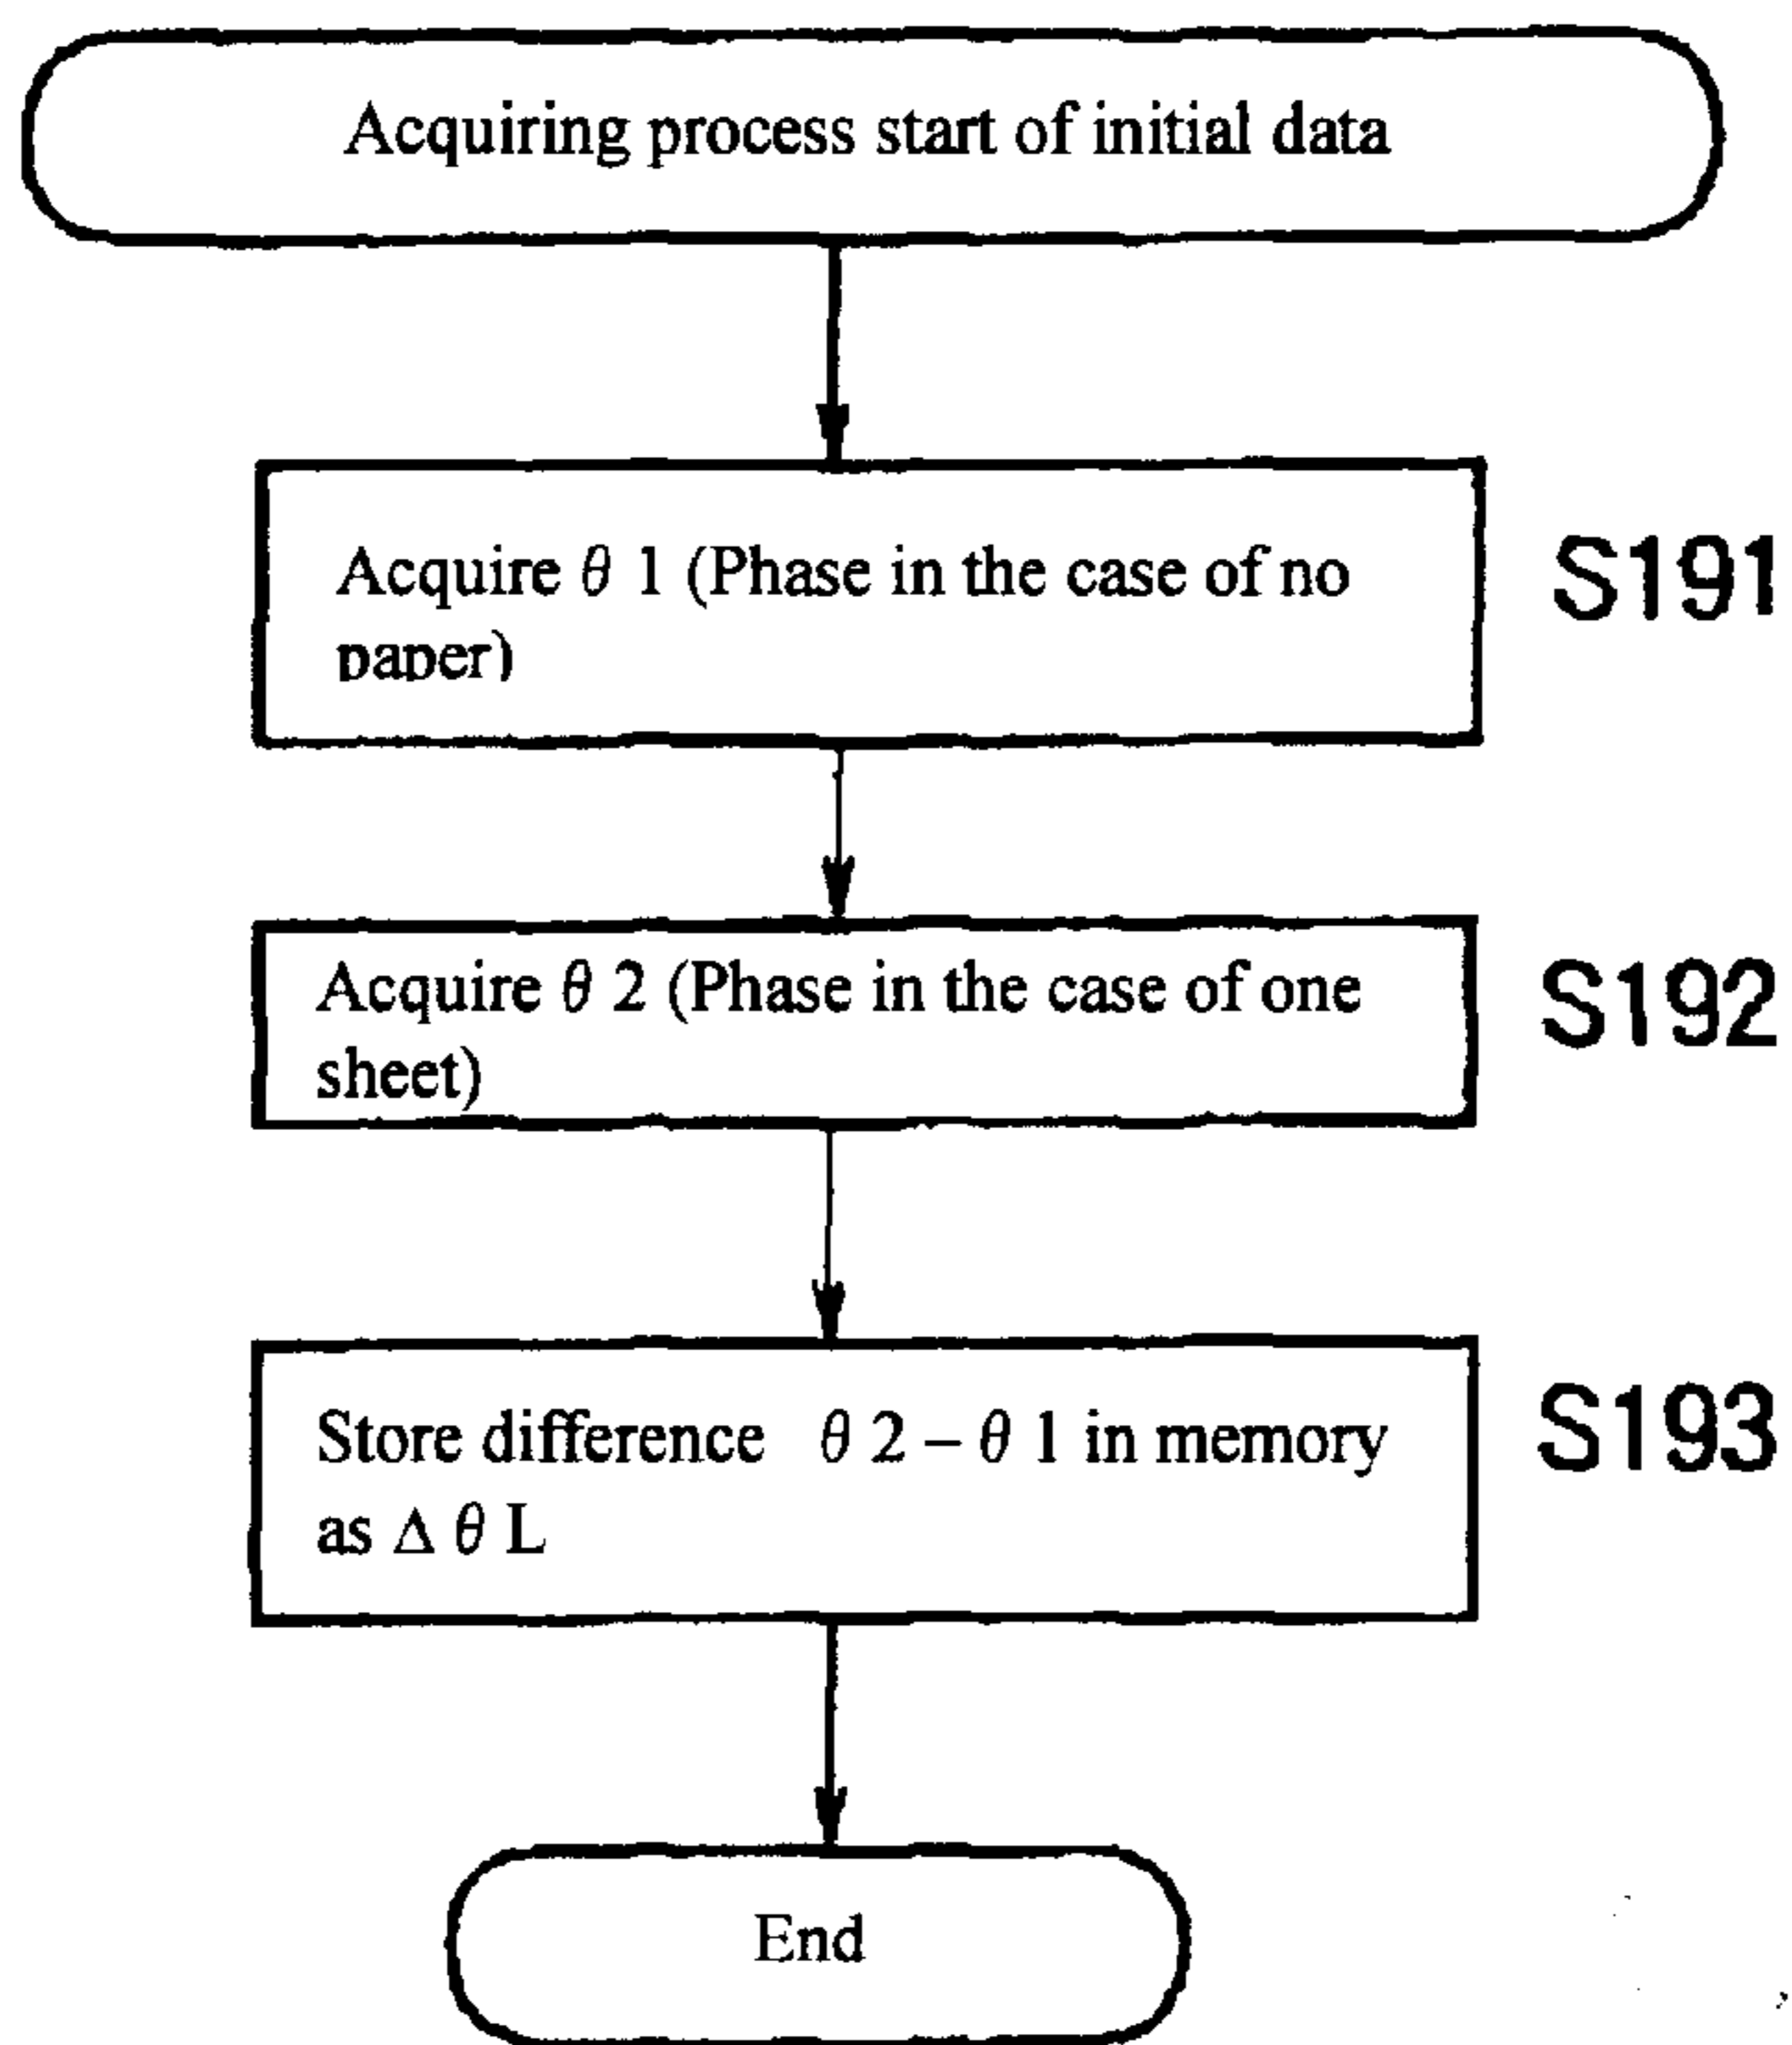 Acquiring process start of initial data
Acquire θ 1 (Phase in the case of no
paper)
S191
Acquire θ 2 (Phase in the case of one
sheet)
S192
Store difference θ 2 – θ 1 in memory
as Δ θ L
S193
End